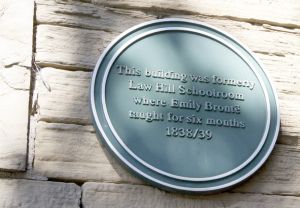 This building was formerly
Law Hill Schoolroom
where Emily Brontë
taught for six months
1838/39